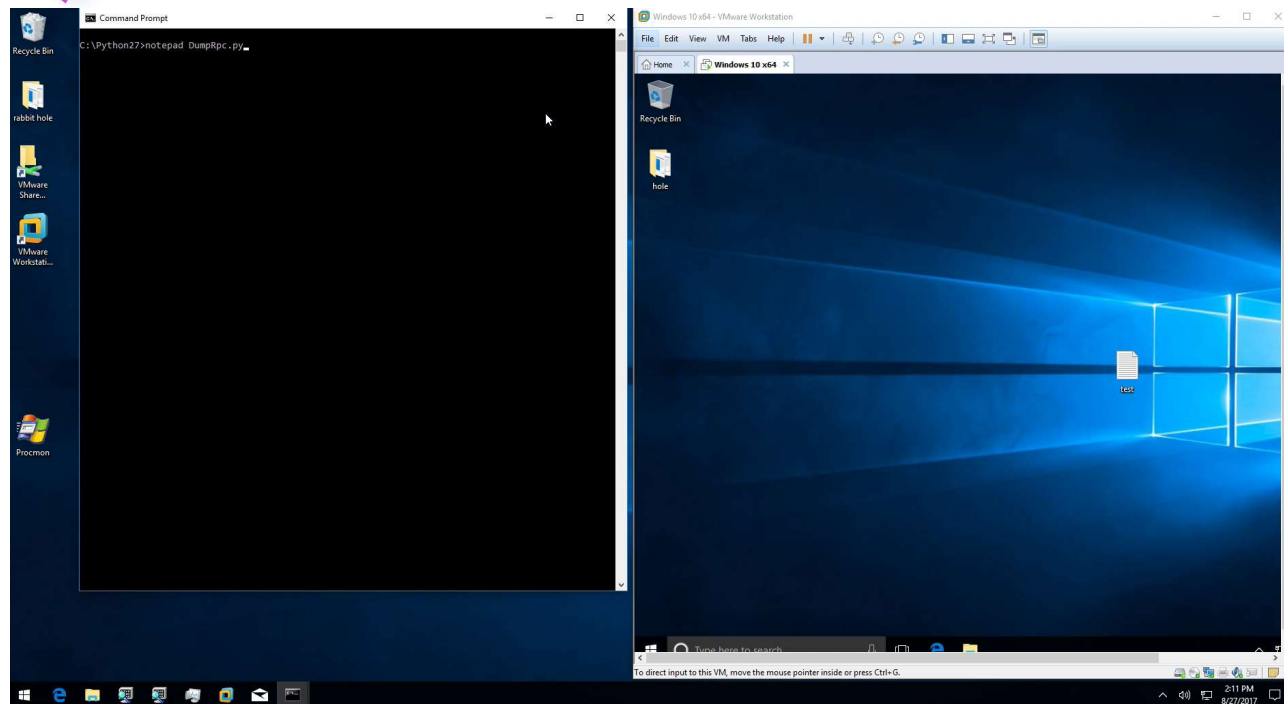 Recycle Bin
rabbit hole
VMware
Share...
VMware
Workstati...
Procmon
Command Prompt
C:\Python27>notepad DumpRpc.py_
Windows 10 x64 - VMware Workstation
File Edit View VM Tabs Help
Home Windows 10 x64
Recycle Bin
hole
test
Type here to search
To direct input to this VM, move the mouse pointer inside or press Ctrl+G.
2:11 PM
8/27/2017